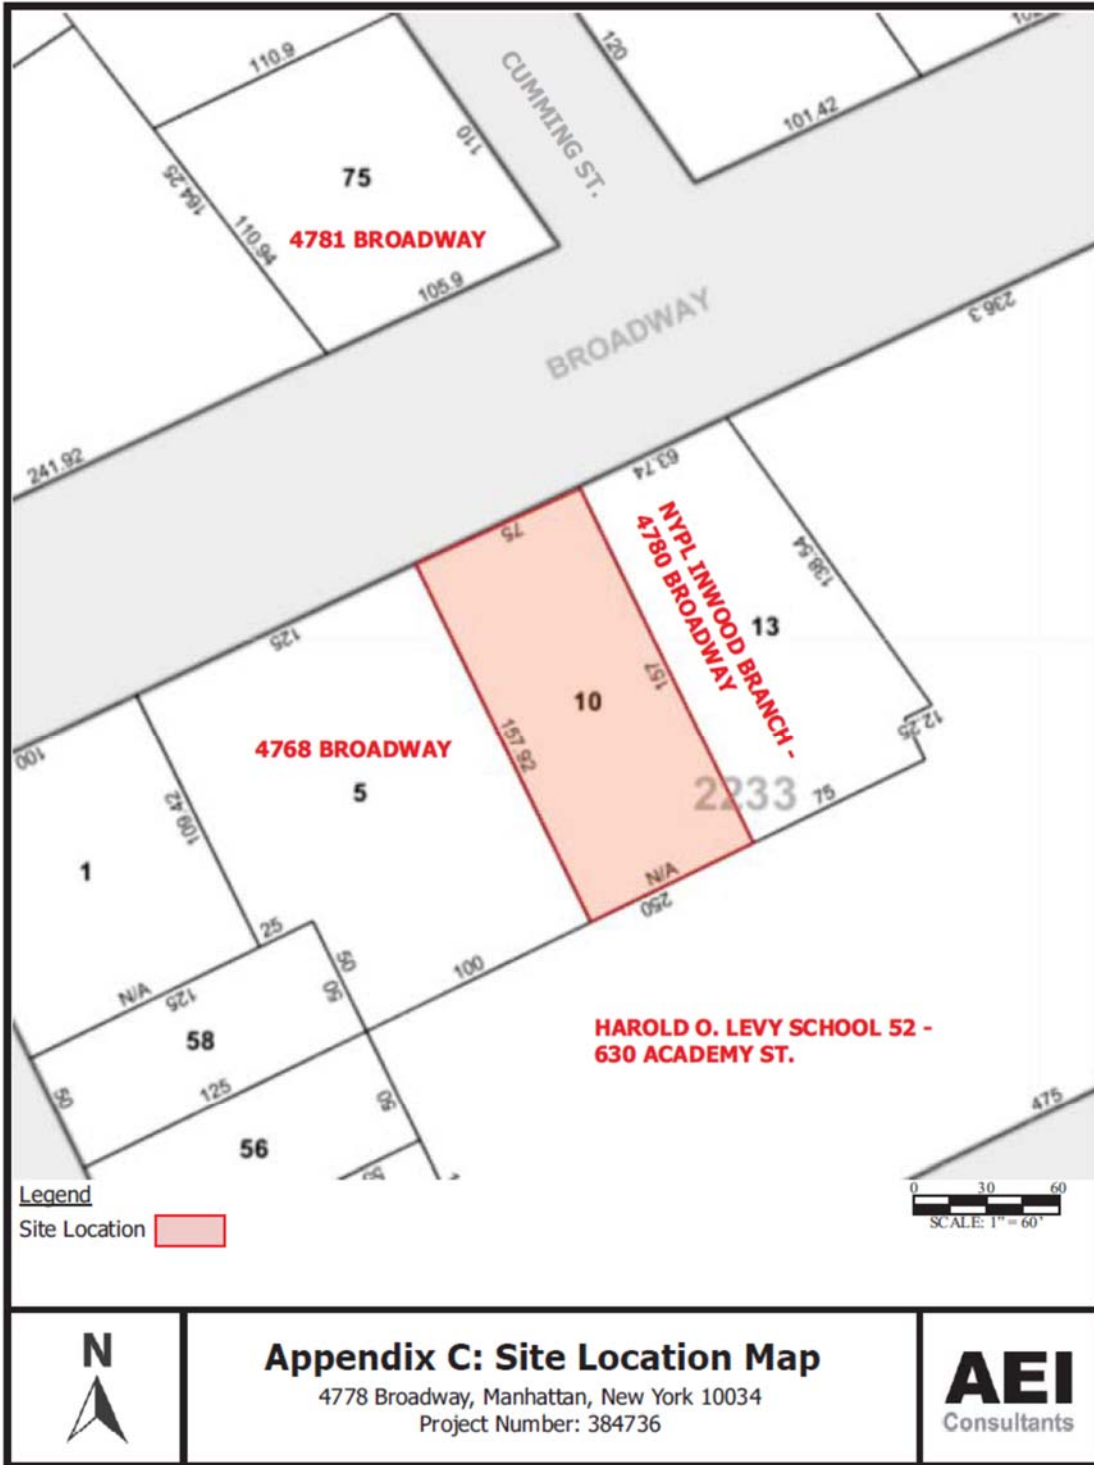 110.9
120
102
CUMMING ST.
101.42
110
75
164.25
110.94
4781 BROADWAY
105.9
BROADWAY
236.3
241.92
63.74
75
NYPL INWOOD BRANCH -
4780 BROADWAY
138.54
13
125
157
10
12.25
157.92
4768 BROADWAY
5
100
109.42
2233
75
1
N/A
250
25
100
50
50
N/A
125
58
HAROLD O. LEVY SCHOOL 52 -
630 ACADEMY ST.
50
125
50
475
56
Legend
Site Location
0 30 60
SCALE: 1" = 60'
N
Appendix C: Site Location Map
4778 Broadway, Manhattan, New York 10034
Project Number: 384736
AEI
Consultants